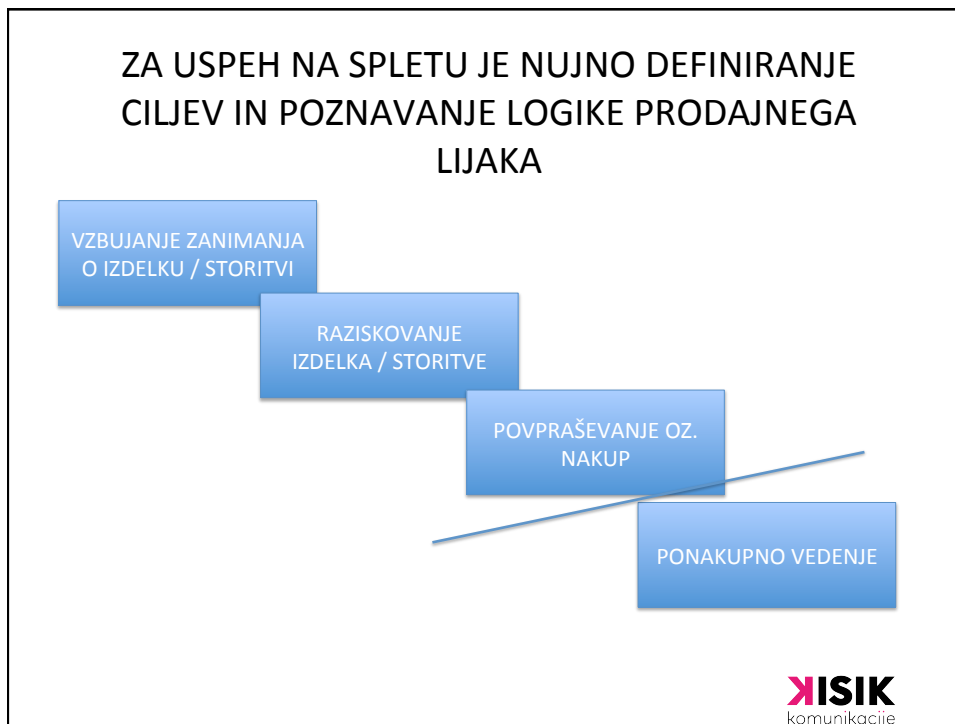 ZA USPEH NA SPLETU JE NUJNO DEFINIRANJE
CILJEV IN POZNAVANJE LOGIKE PRODAJNEGA
LIJAKA
VZBUJANJE ZANIMANJA
O IZDELKU / STORITVI
RAZISKOVANJE
IZDELKA / STORITVE
POVPRAŠEVANJE OZ.
NAKUP
PONAKUPNO VEDENJE
KISIK
komunikacije